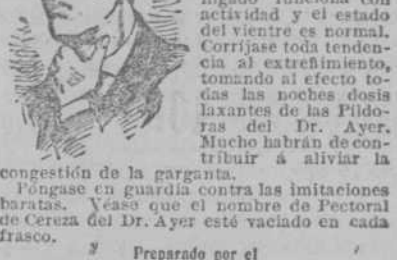 hígado funciona con
actividad y el estado
del vientre es normal.
Corríjase toda tenden-
cia al extreñimiento,
tomando al efecto to-
das las noches dosis
laxantes de las Píldo-
ras del Dr. Ayer.
Mucho habrán de con-
tribuir á aliviar la
congestión de la garganta.
Póngase en guardia contra las imitaciones
baratas. Véase que el nombre de Pectoral
de Cereza del Dr. Ayer esté vaciado en cada
frasco.
Preparado por el